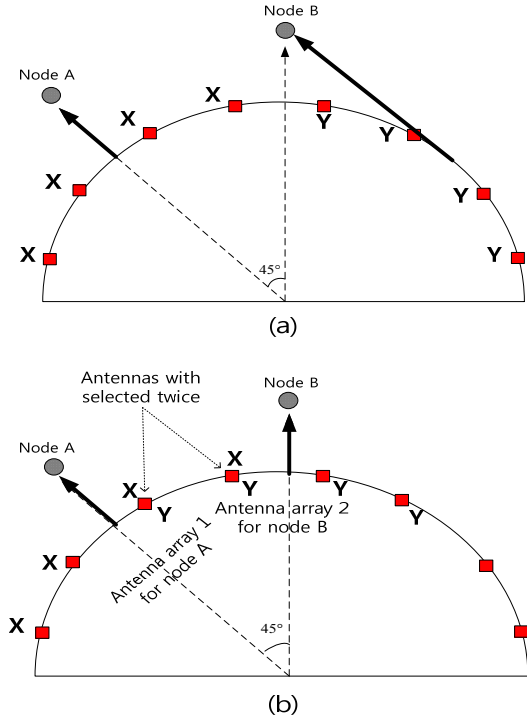 Node B
Node A
X
Y
X
Y
X
Y
X
Y
45°
(a)
Antennas with
selected twice
Node B
Node A
X
X
Y
Y
Y
Y
X
X
Antenna array 1
for node A
Antenna array 2
for node B
45°
(b)